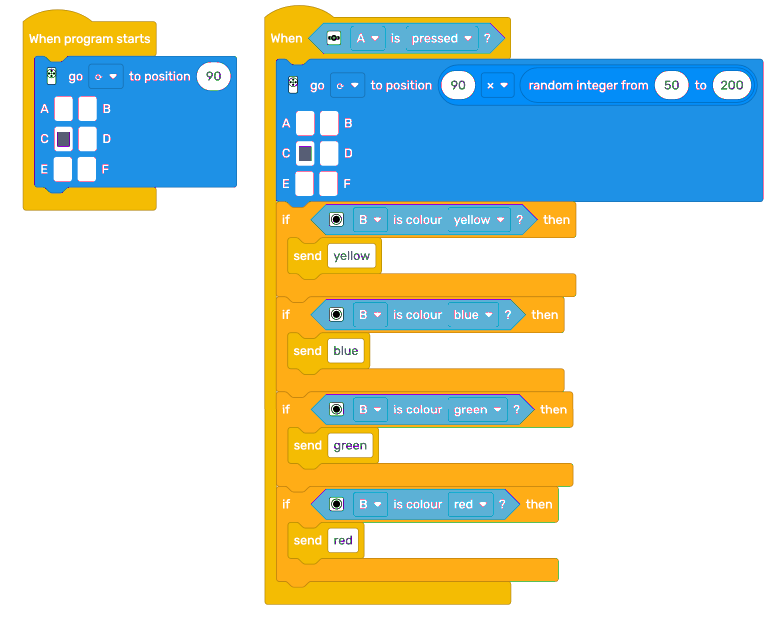 When program starts
go to position 90
A B
C D
E F
When A is pressed ?
go to position 90 × random integer from 50 to 200
A B
C D
E F
if B is colour yellow ? then
send yellow
if B is colour blue ? then
send blue
if B is colour green ? then
send green
if B is colour red ? then
send red